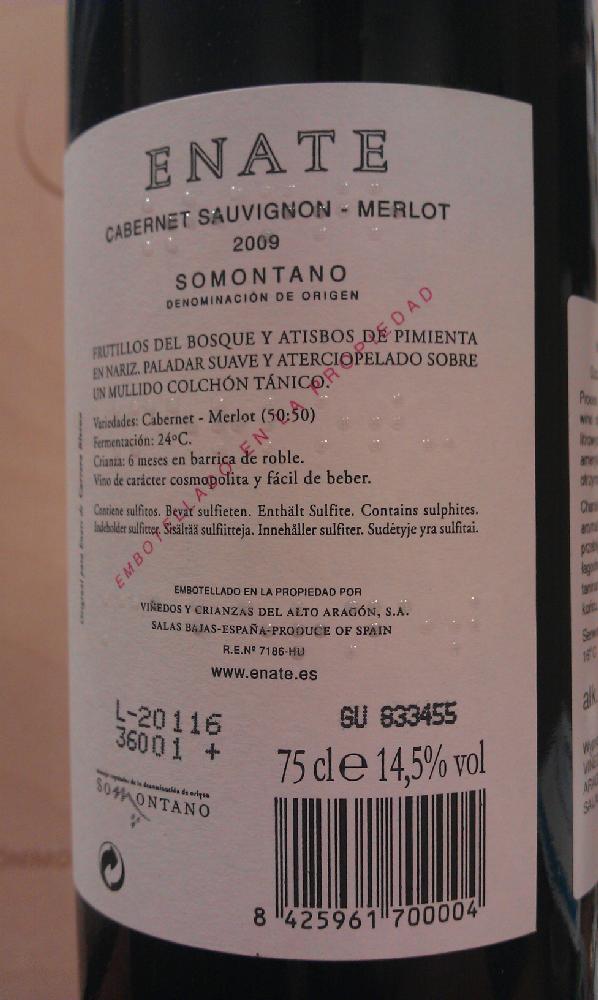 ENATE
CABERNET SAUVIGNON - MERLOT
2009
SOMONTANO
DENOMINACIÓN DE ORIGEN
FRUTILLOS DEL BOSQUE Y ATISBOS DE PIMIENTA
EN NARIZ. PALADAR SUAVE Y ATERCIOPELADO SOBRE
UN MULLIDO COLCHÓN TÁNICO.
EMBOTELLADO EN LA PROPIEDAD
Variedades: Cabernet - Merlot (50:50)
Fermentación: 24ºC.
Crianza: 6 meses en barrica de roble.
Vino de carácter cosmopolita y fácil de beber.
Contiene sulfitos. Bevat sulfieten. Enthält Sulfite. Contains sulphites.
Indeholder sulfitter. Sisältää sulfiitteja. Innehåller sulfiter. Sudėtyje yra sulfitai.
EMBOTELLADO EN LA PROPIEDAD POR
VIÑEDOS Y CRIANZAS DEL ALTO ARAGÓN, S.A.
SALAS BAJAS-ESPAÑA-PRODUCE OF SPAIN
R.E.Nº 7186-HU
www.enate.es
L-20116
36001 +
GU 833455
75 cl e 14,5% vol
SOMONTANO
8 425961 700004